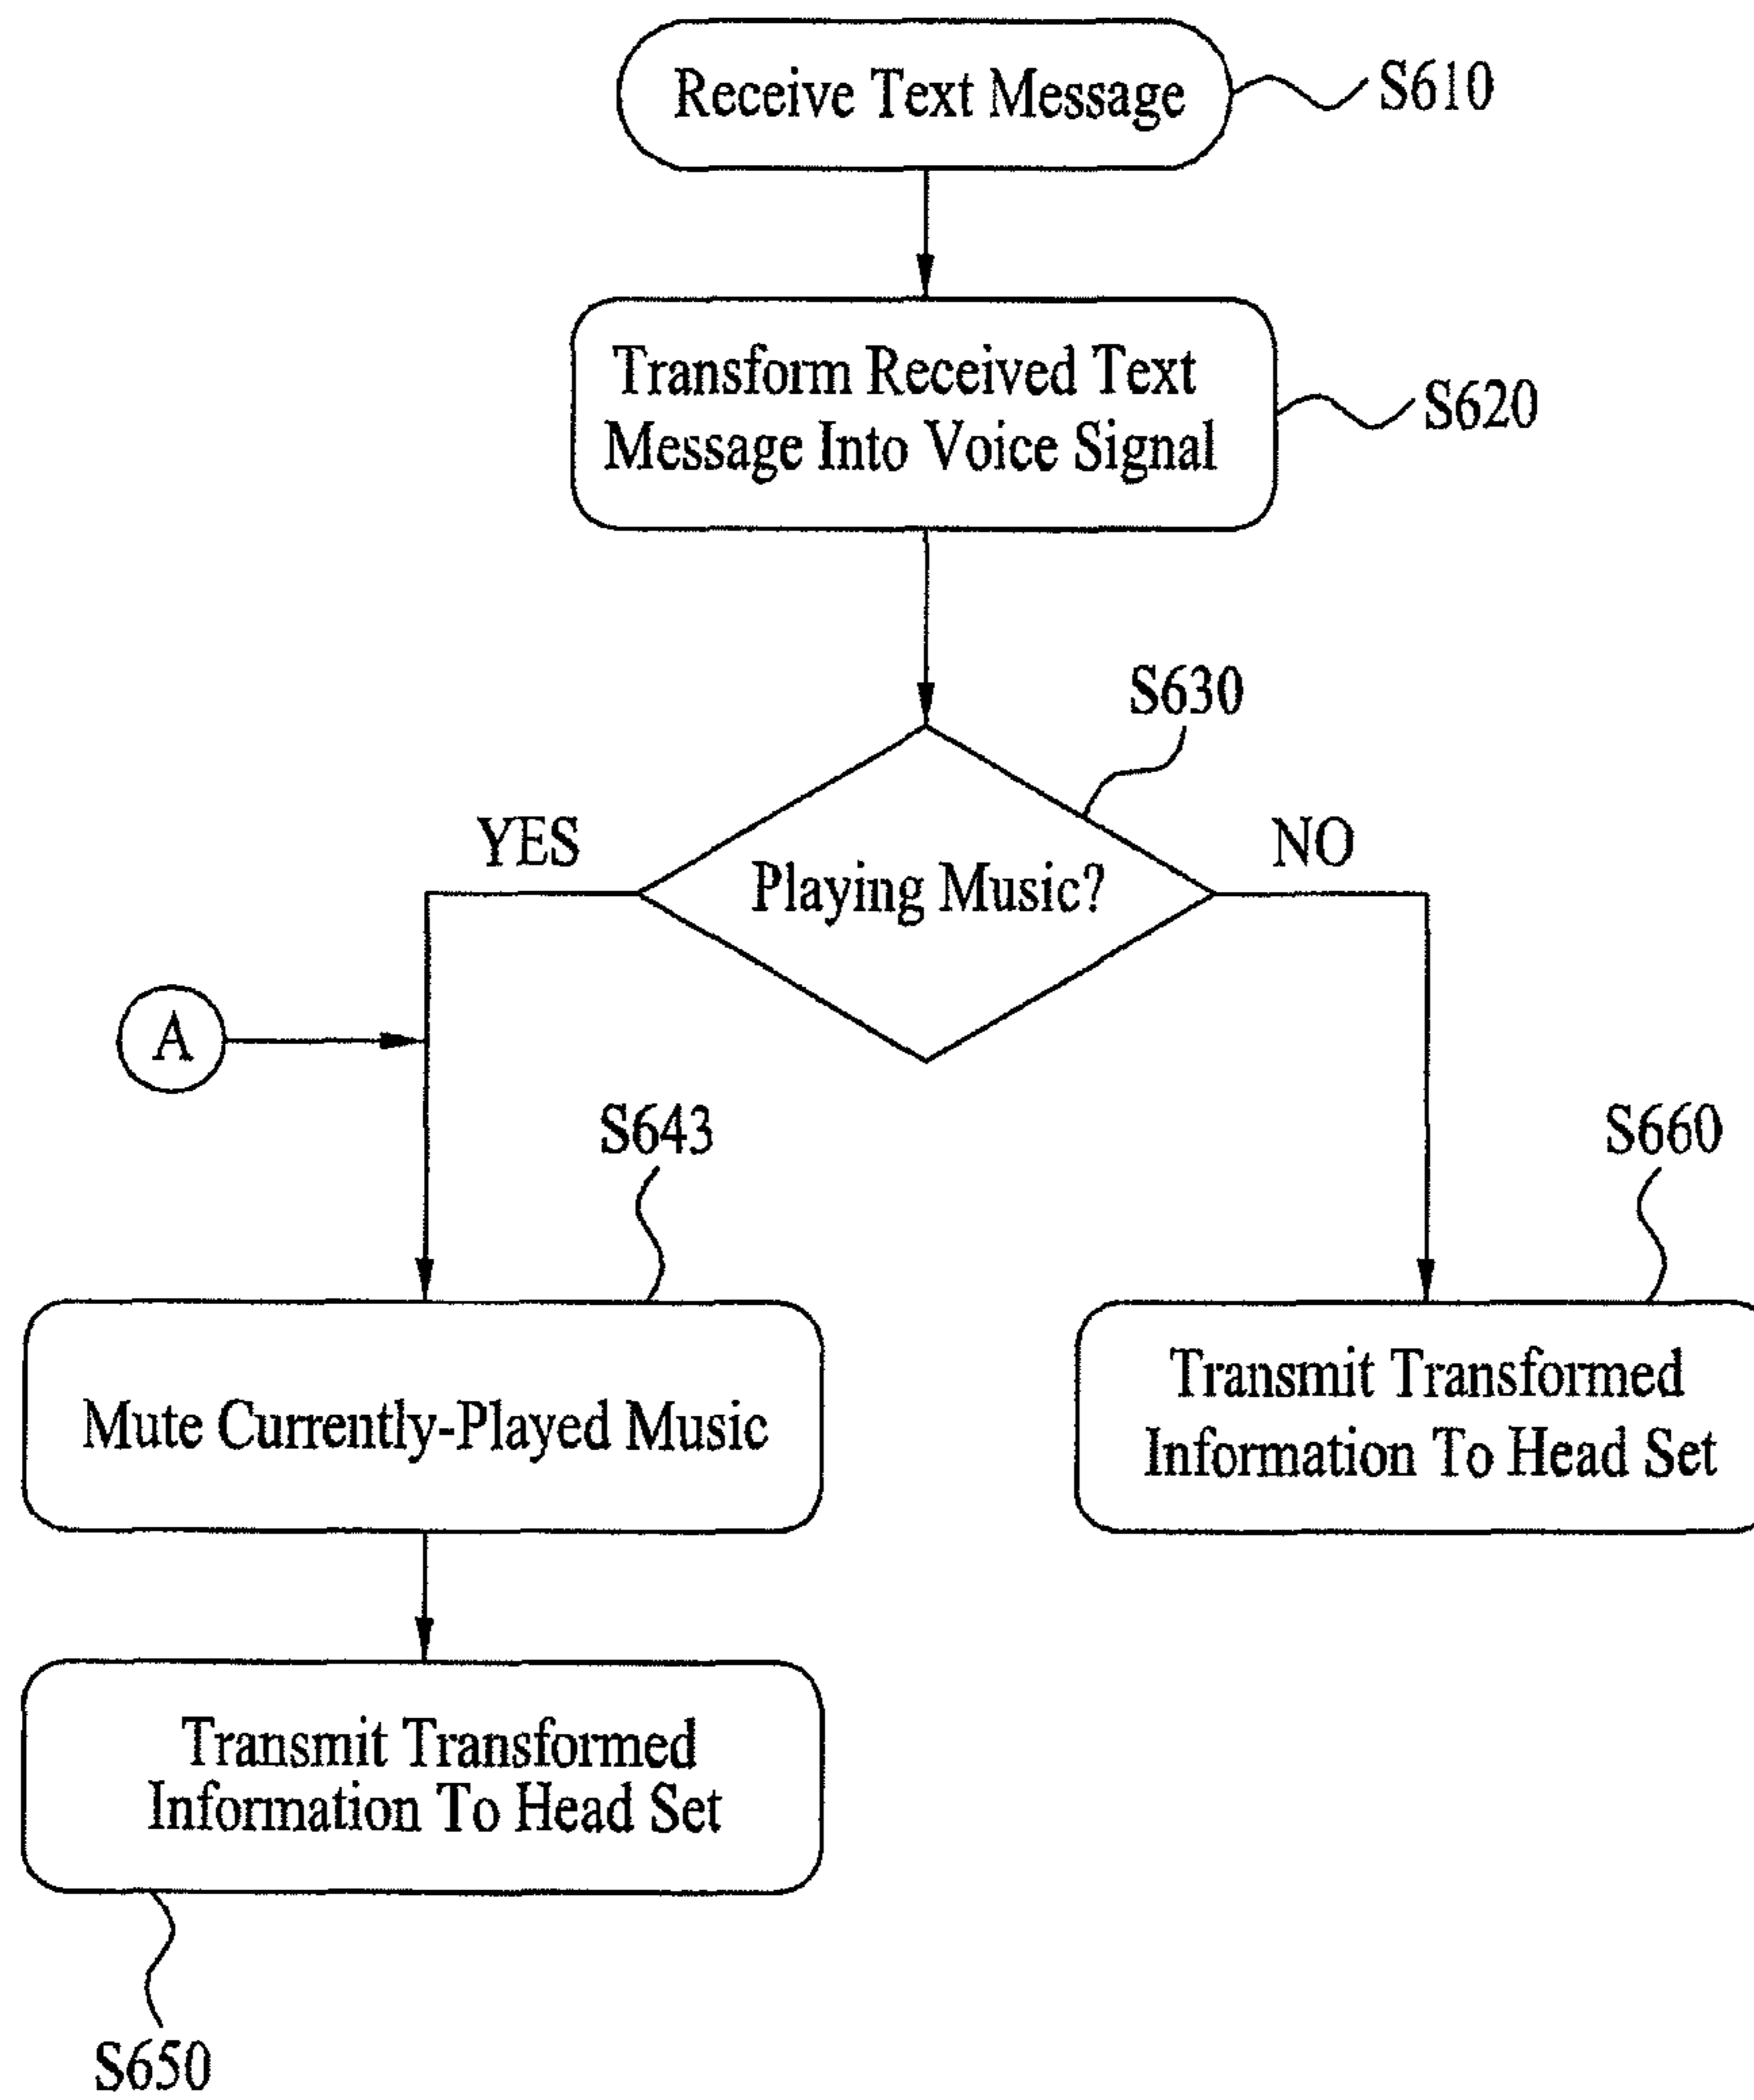 Receive Text Message
S610
Transform Received Text
Message Into Voice Signal
S620
S630
YES
Playing Music?
NO
A
S643
S660
Mute Currently-Played Music
Transmit Transformed
Information To Head Set
Transmit Transformed
Information To Head Set
S650